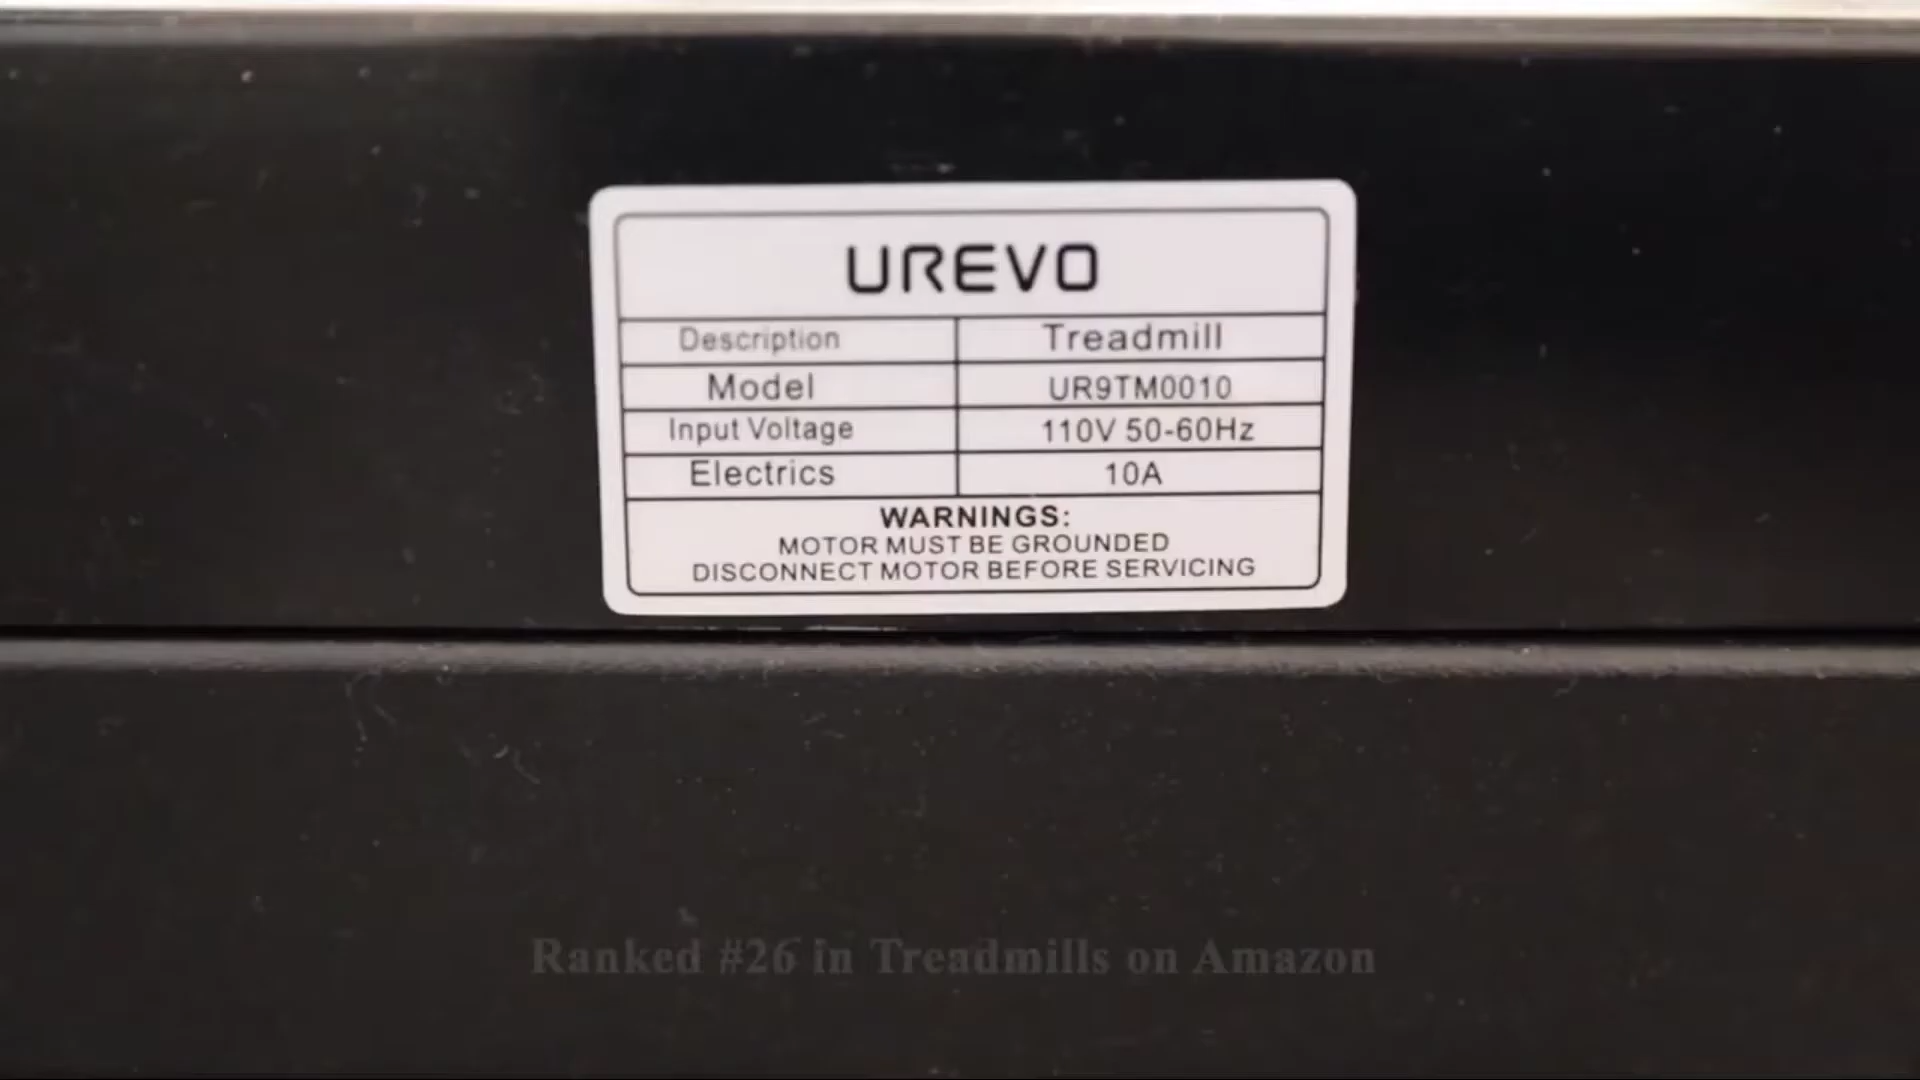 UREVO
Description Treadmill
Model UR9TM0010
Input Voltage 110V 50-60Hz
Electrics 10A
WARNINGS:
MOTOR MUST BE GROUNDED
DISCONNECT MOTOR BEFORE SERVICING
Ranked #26 in Treadmills on Amazon